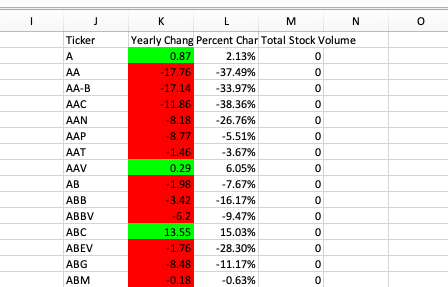 I J K L M N O
Ticker Yearly Chang Percent Char Total Stock Volume
A 0.87 2.13% 0
AA -17.76 -37.49% 0
AA-B -17.14 -33.97% 0
AAC -11.86 -38.36% 0
AAN -8.18 -26.76% 0
AAP -8.77 -5.51% 0
AAT -1.46 -3.67% 0
AAV 0.29 6.05% 0
AB -1.98 -7.67% 0
ABB -3.42 -16.17% 0
ABBV -6.2 -9.47% 0
ABC 13.55 15.03% 0
ABEV -1.76 -28.30% 0
ABG -8.48 -11.17% 0
ABM -0.18 -0.63% 0